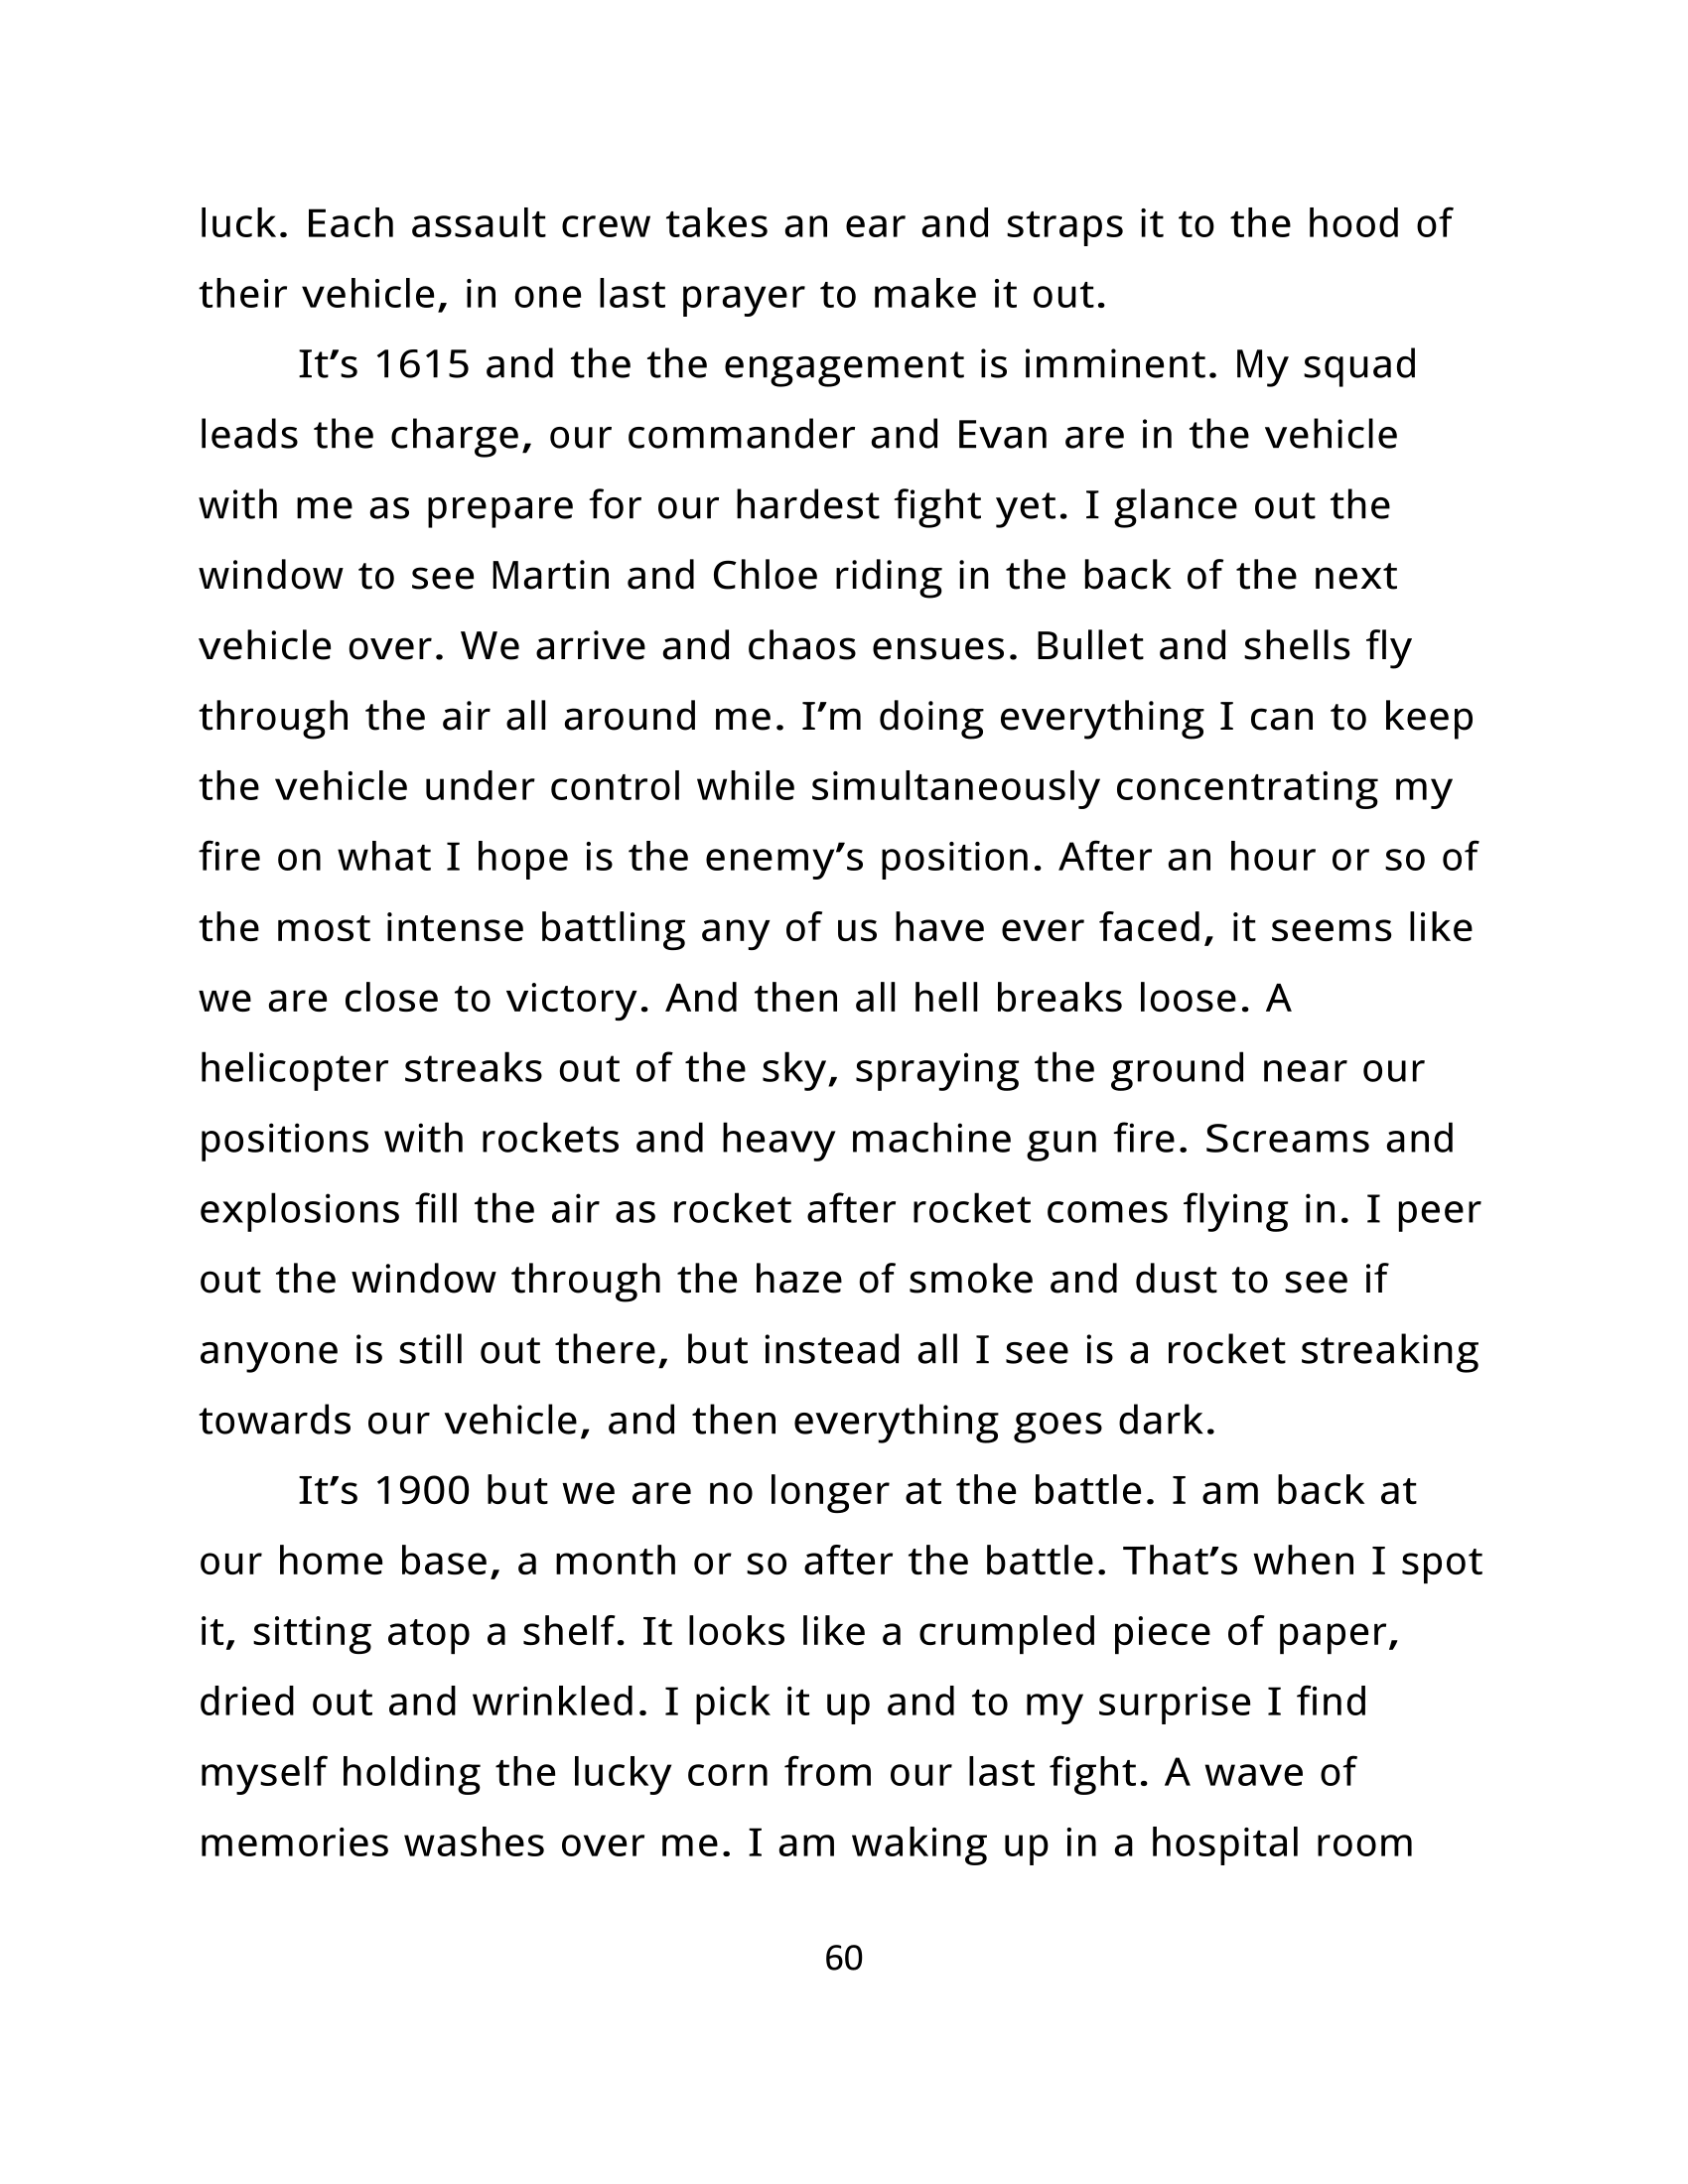 luck. Each assault crew takes an ear and straps it to the hood of
their vehicle, in one last prayer to make it out.
It’s 1615 and the the engagement is imminent. My squad
leads the charge, our commander and Evan are in the vehicle
with me as prepare for our hardest fight yet. I glance out the
window to see Martin and Chloe riding in the back of the next
vehicle over. We arrive and chaos ensues. Bullet and shells fly
through the air all around me. I’m doing everything I can to keep
the vehicle under control while simultaneously concentrating my
fire on what I hope is the enemy’s position. After an hour or so of
the most intense battling any of us have ever faced, it seems like
we are close to victory. And then all hell breaks loose. A
helicopter streaks out of the sky, spraying the ground near our
positions with rockets and heavy machine gun fire. Screams and
explosions fill the air as rocket after rocket comes flying in. I peer
out the window through the haze of smoke and dust to see if
anyone is still out there, but instead all I see is a rocket streaking
towards our vehicle, and then everything goes dark.
It’s 1900 but we are no longer at the battle. I am back at
our home base, a month or so after the battle. That’s when I spot
it, sitting atop a shelf. It looks like a crumpled piece of paper,
dried out and wrinkled. I pick it up and to my surprise I find
myself holding the lucky corn from our last fight. A wave of
memories washes over me. I am waking up in a hospital room
60